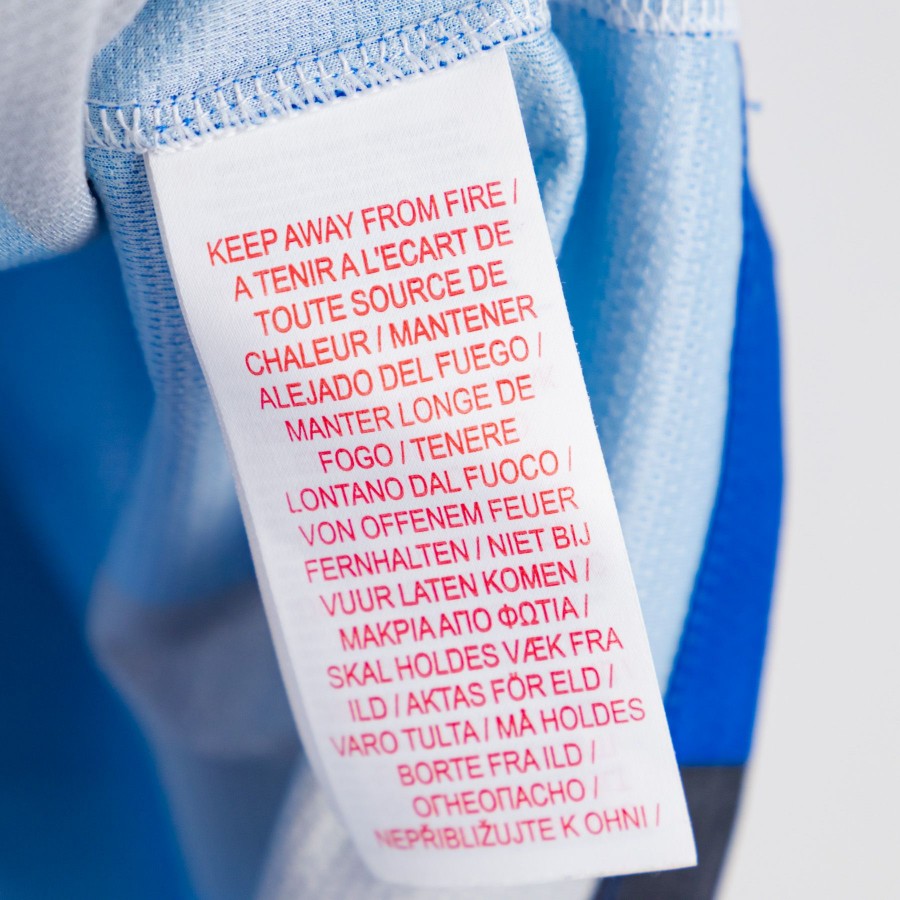 KEEP AWAY FROM FIRE /
A TENIR A L'ECART DE
TOUTE SOURCE DE
CHALEUR / MANTENER
ALEJADO DEL FUEGO /
MANTER LONGE DE
FOGO / TENERE
LONTANO DAL FUOCO /
VON OFFENEM FEUER
FERNHALTEN / NIET BIJ
VUUR LATEN KOMEN /
ΜΑΚΡΙΑ ΑΠΟ ΦΩΤΙΑ /
SKAL HOLDES VÆK FRA
ILD / AKTAS FÖR ELD /
VARO TULTA / MÅ HOLDES
BORTE FRA ILD /
ОГНЕОПАСНО /
NEPŘIBLIŽUJTE K OHNI /